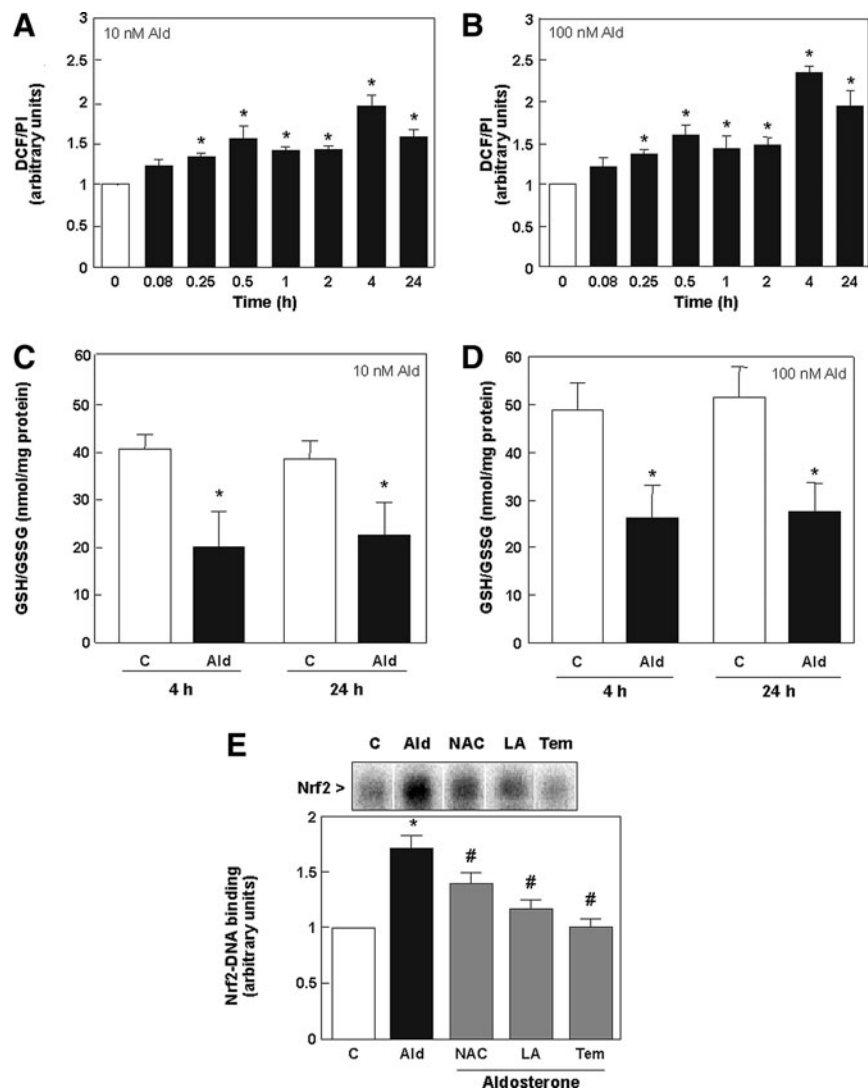 A
10 nM Ald
DCF/PI
(arbitrary units)
3
2.5
2
1.5
1
0.5
0
0 0.08 0.25 0.5 1 2 4 24
Time (h)
* * * * * *
B
100 nM Ald
DCF/PI
(arbitrary units)
3
2.5
2
1.5
1
0.5
0
0 0.08 0.25 0.5 1 2 4 24
Time (h)
* * * * * *
C
10 nM Ald
GSH/GSSG (nmol/mg protein)
60
50
40
30
20
10
0
* *
C Ald C Ald
4 h 24 h
D
100 nM Ald
GSH/GSSG (nmol/mg protein)
60
50
40
30
20
10
0
* *
C Ald C Ald
4 h 24 h
E
C Ald NAC LA Tem
Nrf2 >
Nrf2-DNA binding
(arbitrary units)
2
1.5
1
0.5
0
* # # #
C Ald NAC LA Tem
Aldosterone